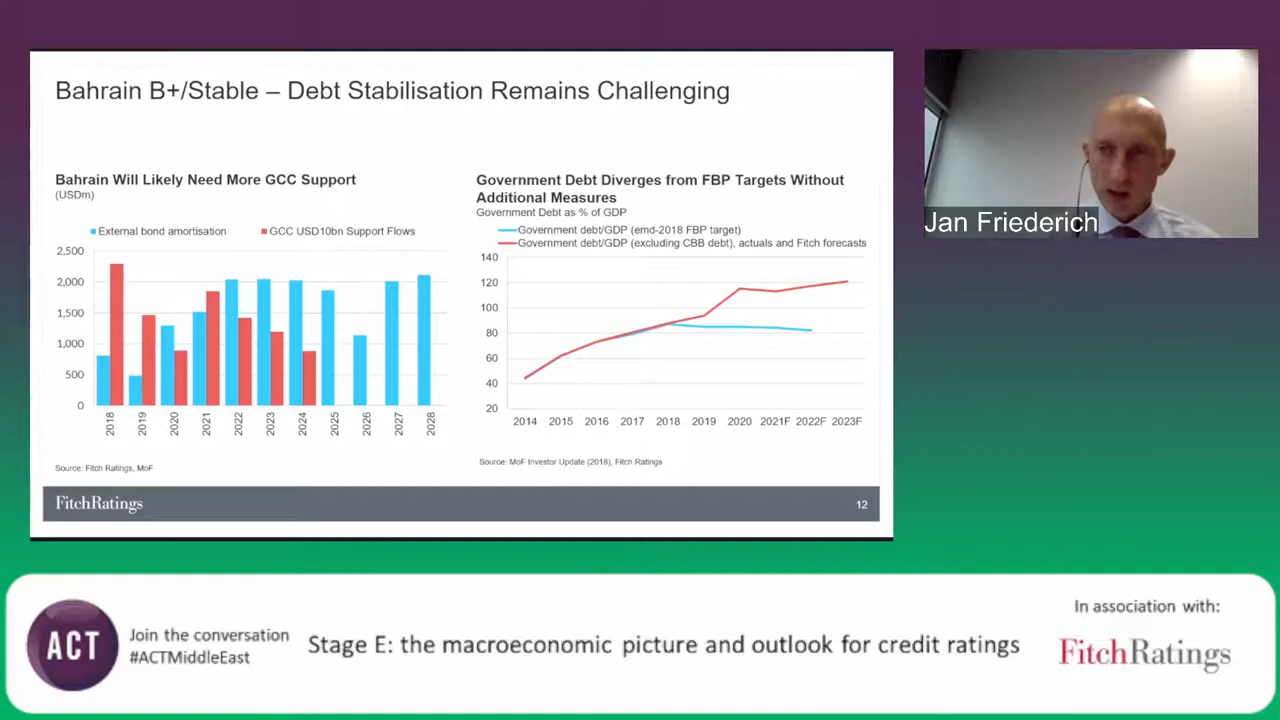 Bahrain B+/Stable – Debt Stabilisation Remains Challenging
Bahrain Will Likely Need More GCC Support
(USDm)
External bond amortisation
GCC USD10bn Support Flows
2,500
2,000
1,500
1,000
500
0
2018
2019
2020
2021
2022
2023
2024
2025
2026
2027
2028
Source: Fitch Ratings, MoF
Government Debt Diverges from FBP Targets Without
Additional Measures
Government Debt as % of GDP
Government debt/GDP (emd-2018 FBP target)
Government debt/GDP (excluding CBB debt), actuals and Fitch forecasts
140
120
100
80
60
40
20
2014 2015 2016 2017 2018 2019 2020 2021F 2022F 2023F
Source: MoF Investor Update (2018), Fitch Ratings
FitchRatings
12
Jan Friederich
ACT
Join the conversation
#ACTMiddleEast
Stage E: the macroeconomic picture and outlook for credit ratings
In association with:
FitchRatings